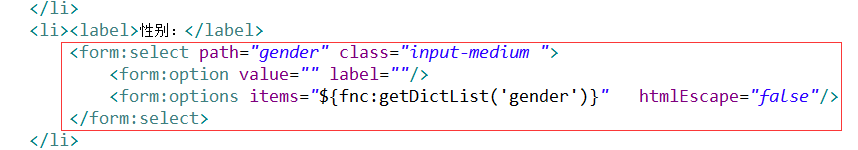 </li>
<li><label>性别：</label>
<form:select path="gender" class="input-medium ">
<form:option value="" label=""/>
<form:options items="${fnc:getDictList('gender')}" htmlEscape="false"/>
</form:select>
</li>